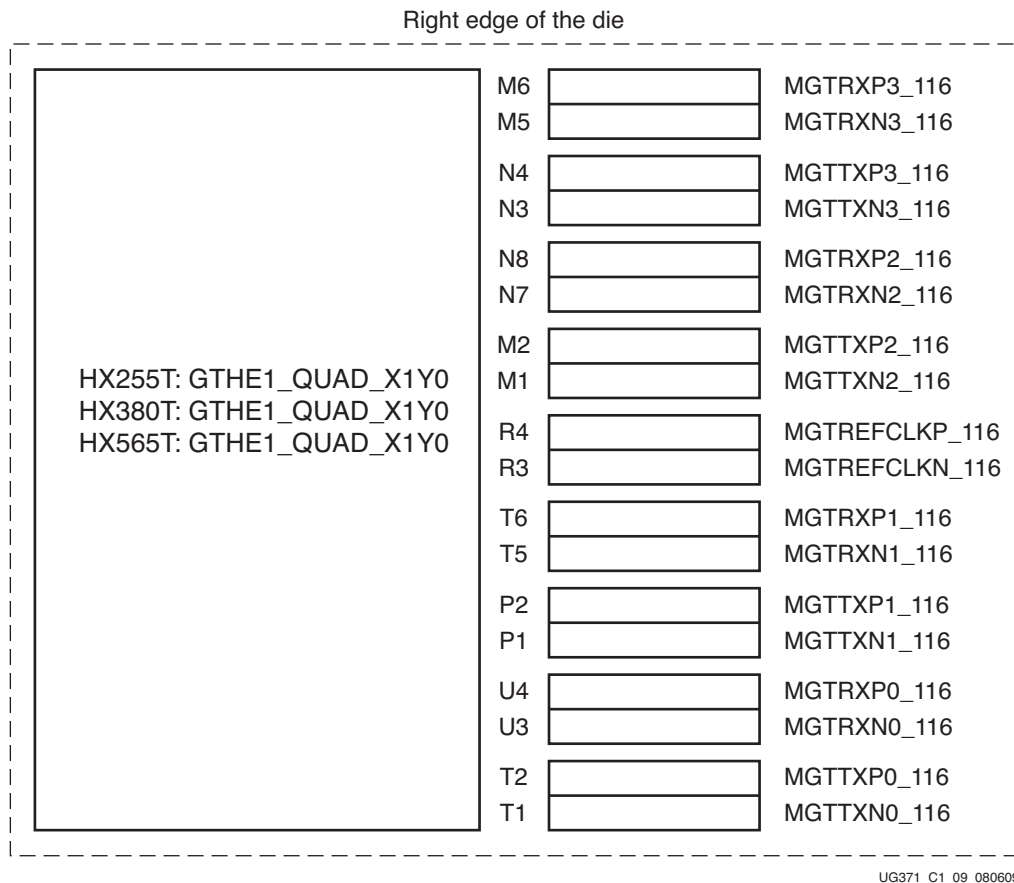 Right edge of the die
M6 MGTRXP3_116
M5 MGTRXN3_116
N4 MGTTXP3_116
N3 MGTTXN3_116
N8 MGTRXP2_116
N7 MGTRXN2_116
M2 MGTTXP2_116
HX255T: GTHE1_QUAD_X1Y0 M1 MGTTXN2_116
HX380T: GTHE1_QUAD_X1Y0
HX565T: GTHE1_QUAD_X1Y0
R4 MGTREFCLKP_116
R3 MGTREFCLKN_116
T6 MGTRXP1_116
T5 MGTRXN1_116
P2 MGTTXP1_116
P1 MGTTXN1_116
U4 MGTRXP0_116
U3 MGTRXN0_116
T2 MGTTXP0_116
T1 MGTTXN0_116
UG371_C1_09_080609